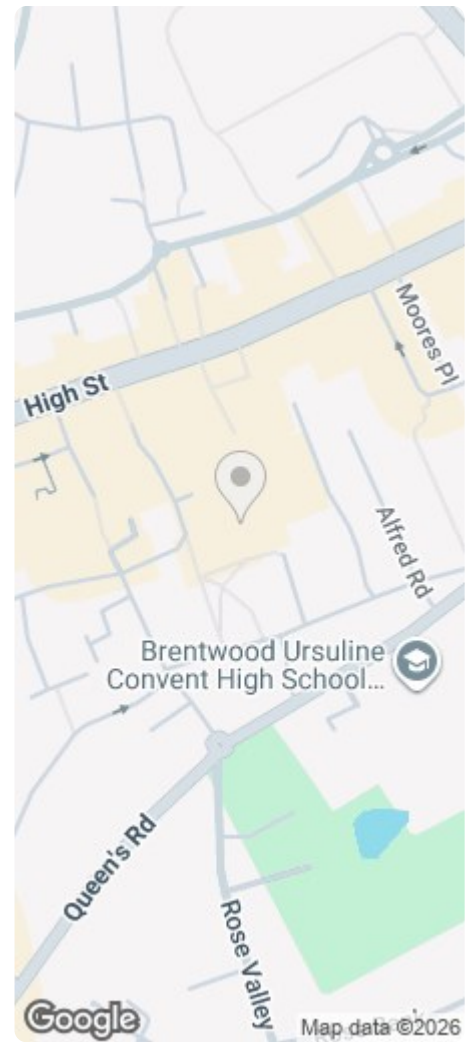 Moores Pl
High St
Alfred Rd
Brentwood Ursuline
Convent High School...
Queen's Rd
Rose Valley
Google
Map data ©2026